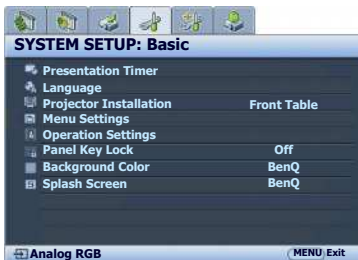 SYSTEM SETUP: Basic
Presentation Timer
Language
Projector Installation Front Table
Menu Settings
Operation Settings
Panel Key Lock Off
Background Color BenQ
Splash Screen BenQ
Analog RGB MENU Exit